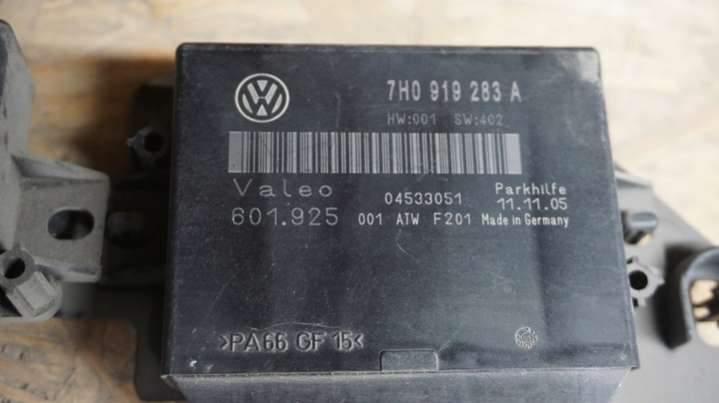 7H0 919 283 A
HW:001 SW:402
Valeo 04533051 Parkhilfe
11.11.05
601.925 001 ATW F201 Made in Germany
>PA66 GF 15<